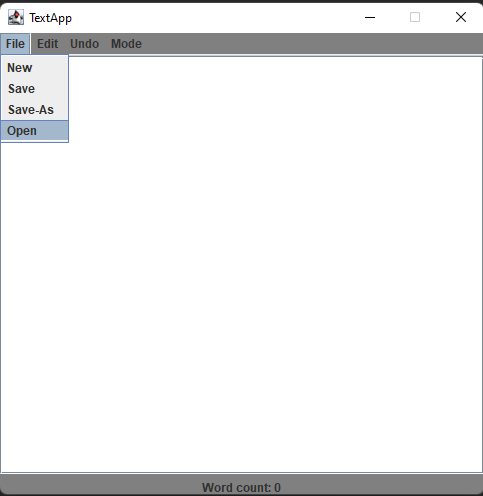 TextApp
File Edit Undo Mode
New
Save
Save-As
Open
Word count: 0